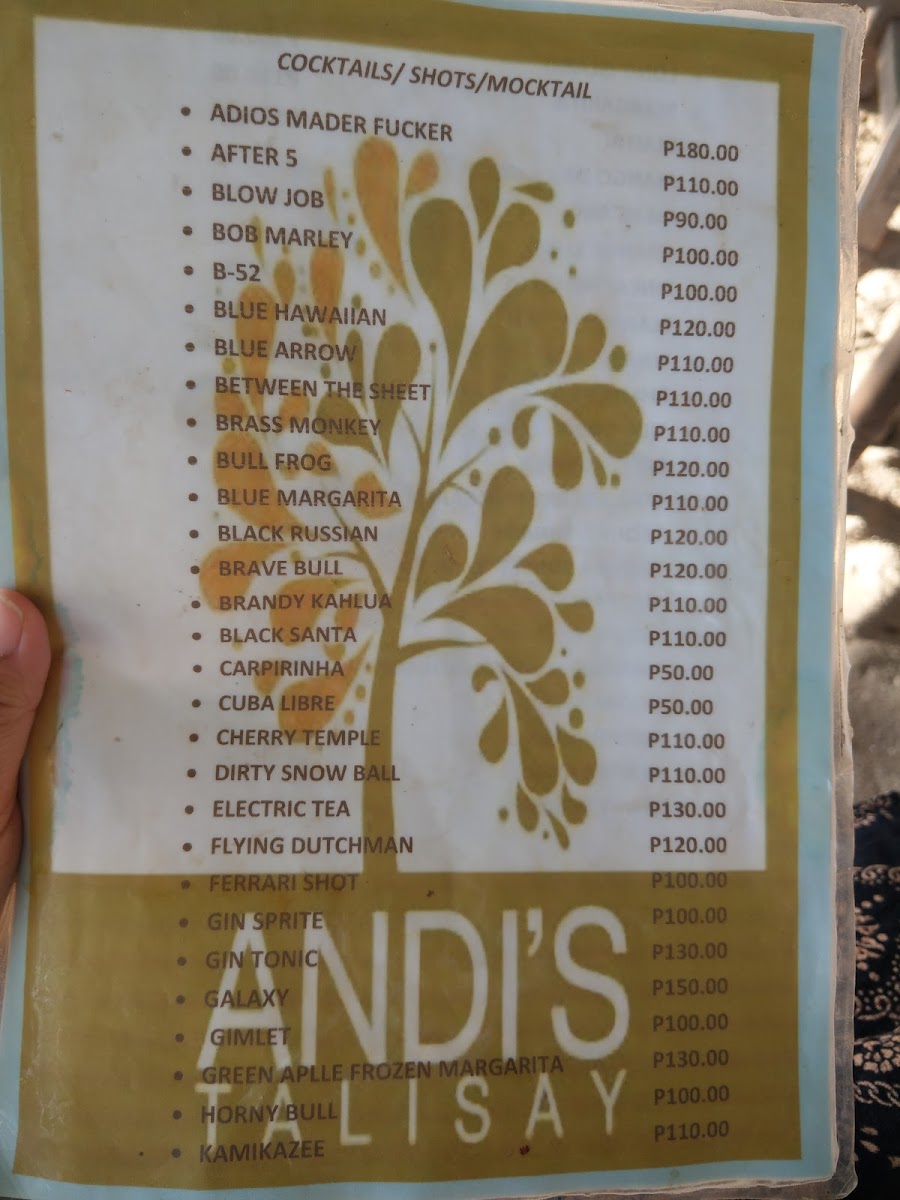 COCKTAILS/ SHOTS/MOCKTAIL
• ADIOS MADER FUCKER P180.00
• AFTER 5 P110.00
• BLOW JOB P90.00
• BOB MARLEY P100.00
• B-52 P100.00
• BLUE HAWAIIAN P120.00
• BLUE ARROW P110.00
• BETWEEN THE SHEET P110.00
• BRASS MONKEY P110.00
• BULL FROG P120.00
• BLUE MARGARITA P110.00
• BLACK RUSSIAN P120.00
• BRAVE BULL P120.00
• BRANDY KAHLUA P110.00
• BLACK SANTA P110.00
• CARPIRINHA P50.00
• CUBA LIBRE P50.00
• CHERRY TEMPLE P110.00
• DIRTY SNOW BALL P110.00
• ELECTRIC TEA P130.00
• FLYING DUTCHMAN P120.00
• FERRARI SHOT P100.00
• GIN SPRITE P100.00
• GIN TONIC P130.00
• GALAXY P150.00
• GIMLET P100.00
• GREEN APLLE FROZEN MARGARITA P130.00
• HORNY BULL P100.00
• KAMIKAZEE P110.00
ANDI'S
TALISAY